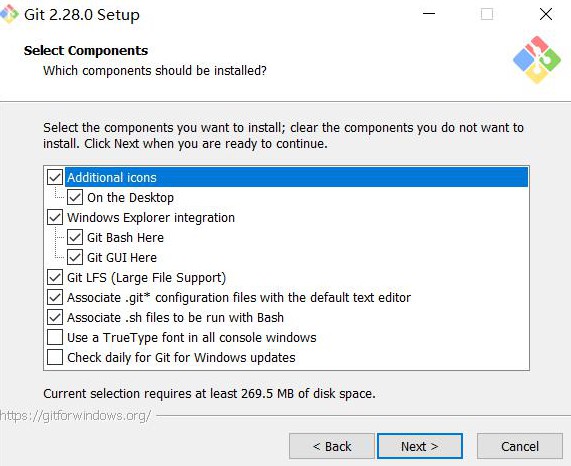 Git 2.28.0 Setup
Select Components
Which components should be installed?
Select the components you want to install; clear the components you do not want to
install. Click Next when you are ready to continue.
Additional icons
On the Desktop
Windows Explorer integration
Git Bash Here
Git GUI Here
Git LFS (Large File Support)
Associate .git* configuration files with the default text editor
Associate .sh files to be run with Bash
Use a TrueType font in all console windows
Check daily for Git for Windows updates
Current selection requires at least 269.5 MB of disk space.
https://gitforwindows.org/
< Back
Next >
Cancel